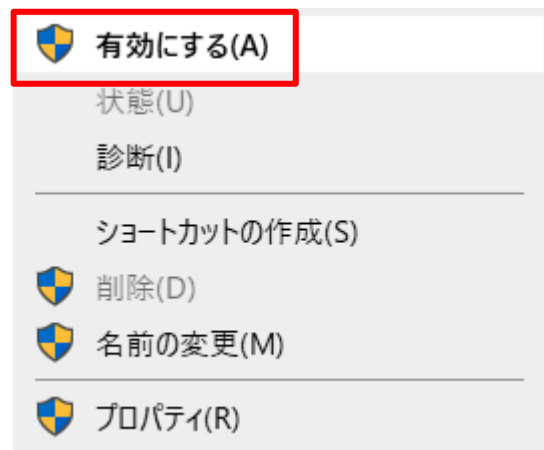 有効にする(A)
状態(U)
診断(I)
ショートカットの作成(S)
削除(D)
名前の変更(M)
プロパティ(R)